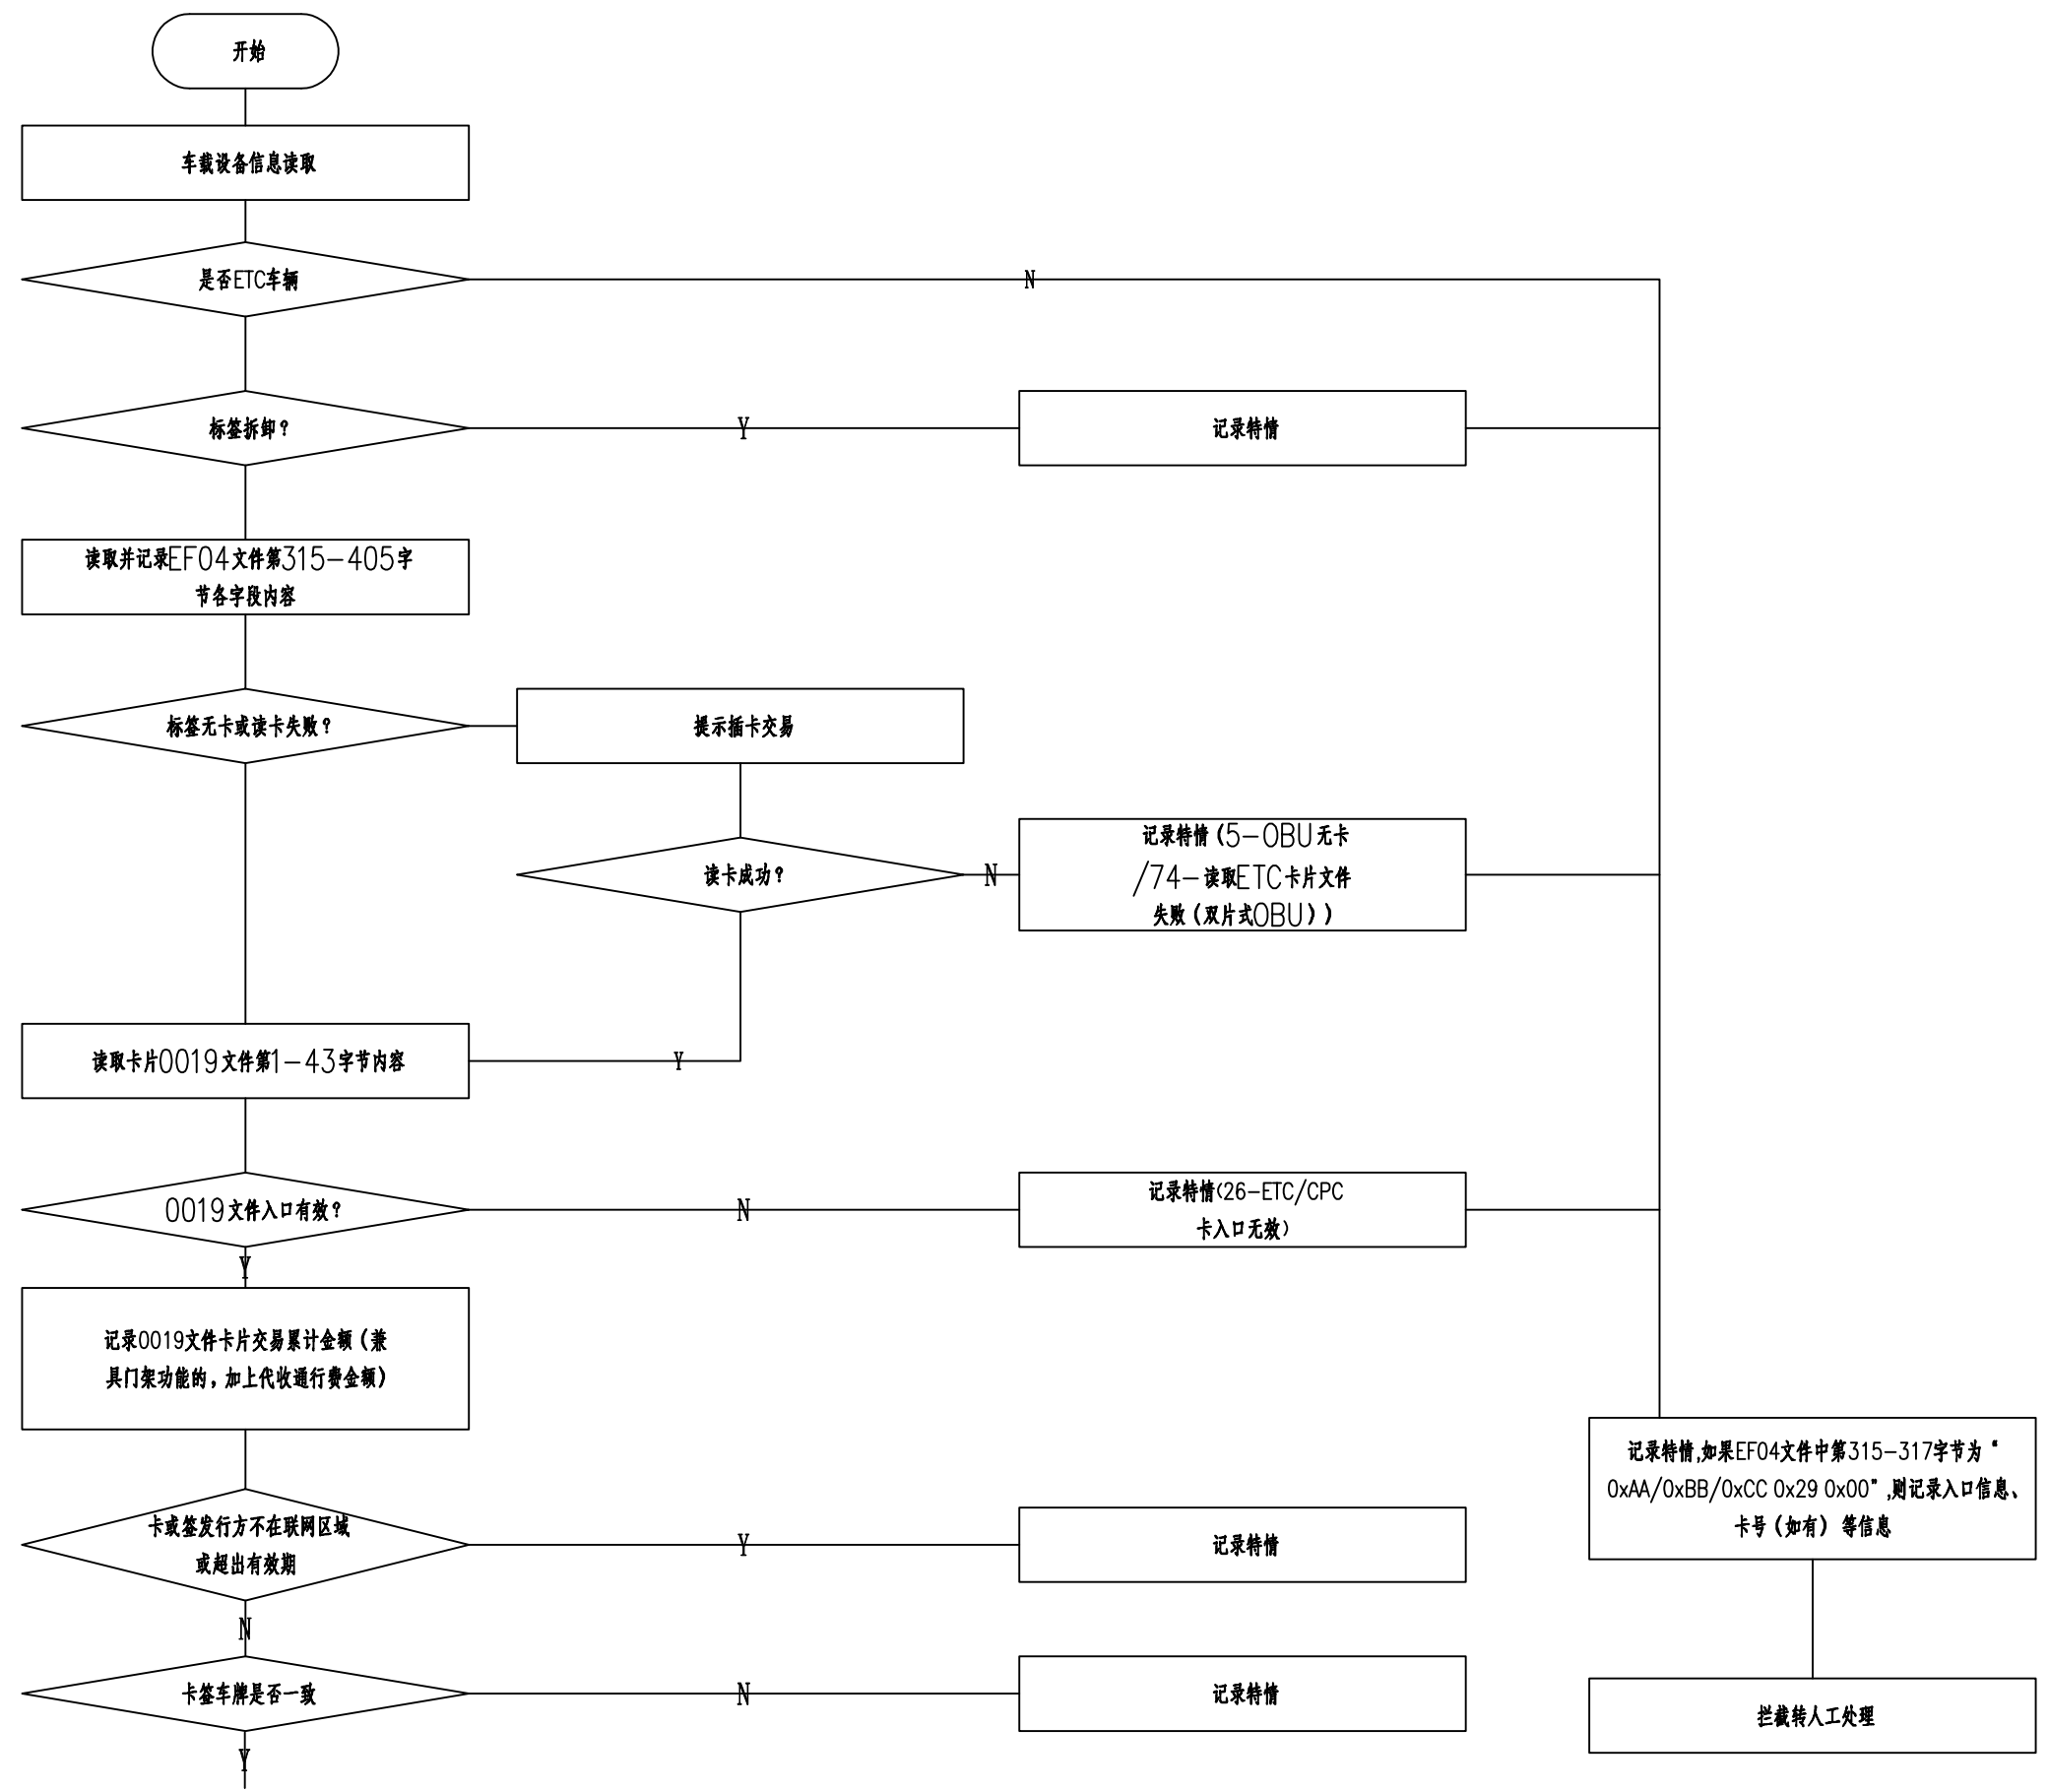 开始
车载设备信息读取
是否ETC车辆
N
标签拆卸？
Y
记录特情
读取并记录EF04文件第315-405字
节各字段内容
标签无卡或读卡失败？
提示插卡交易
读卡成功？
N
记录特情（5-OBU无卡
/74-读取ETC卡片文件
失败（双片式OBU））
读取卡片0019文件第1-43字节内容
Y
0019文件入口有效？
N
记录特情(26-ETC/CPC
卡入口无效)
Y
记录0019文件卡片交易累计金额（兼
具门架功能的，加上代收通行费金额）
记录特情,如果EF04文件中第315-317字节为“
0xAA/0xBB/0xCC 0x29 0x00”,则记录入口信息、
卡号（如有） 等信息
卡或签发行方不在联网区域
或超出有效期
Y
记录特情
N
卡签车牌是否一致
N
记录特情
拦截转人工处理
Y